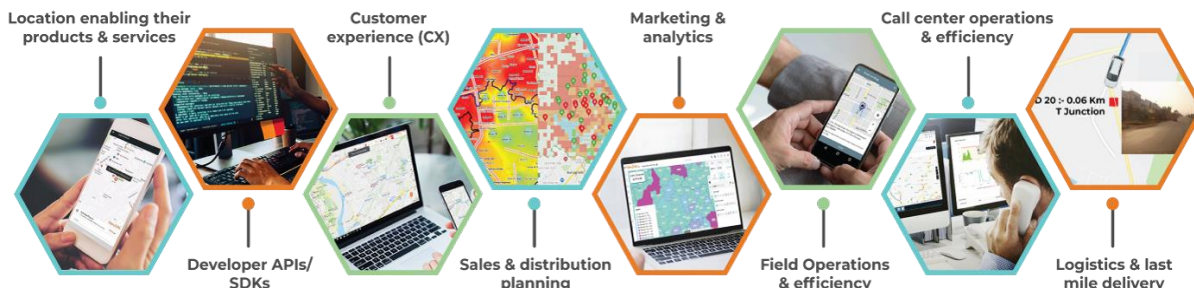 Location enabling their
products & services
Customer
experience (CX)
Marketing &
analytics
Call center operations
& efficiency
D 20 :- 0.06 Km
T Junction
Developer APIs/
SDKs
Sales & distribution
planning
Field Operations
& efficiency
Logistics & last
mile delivery